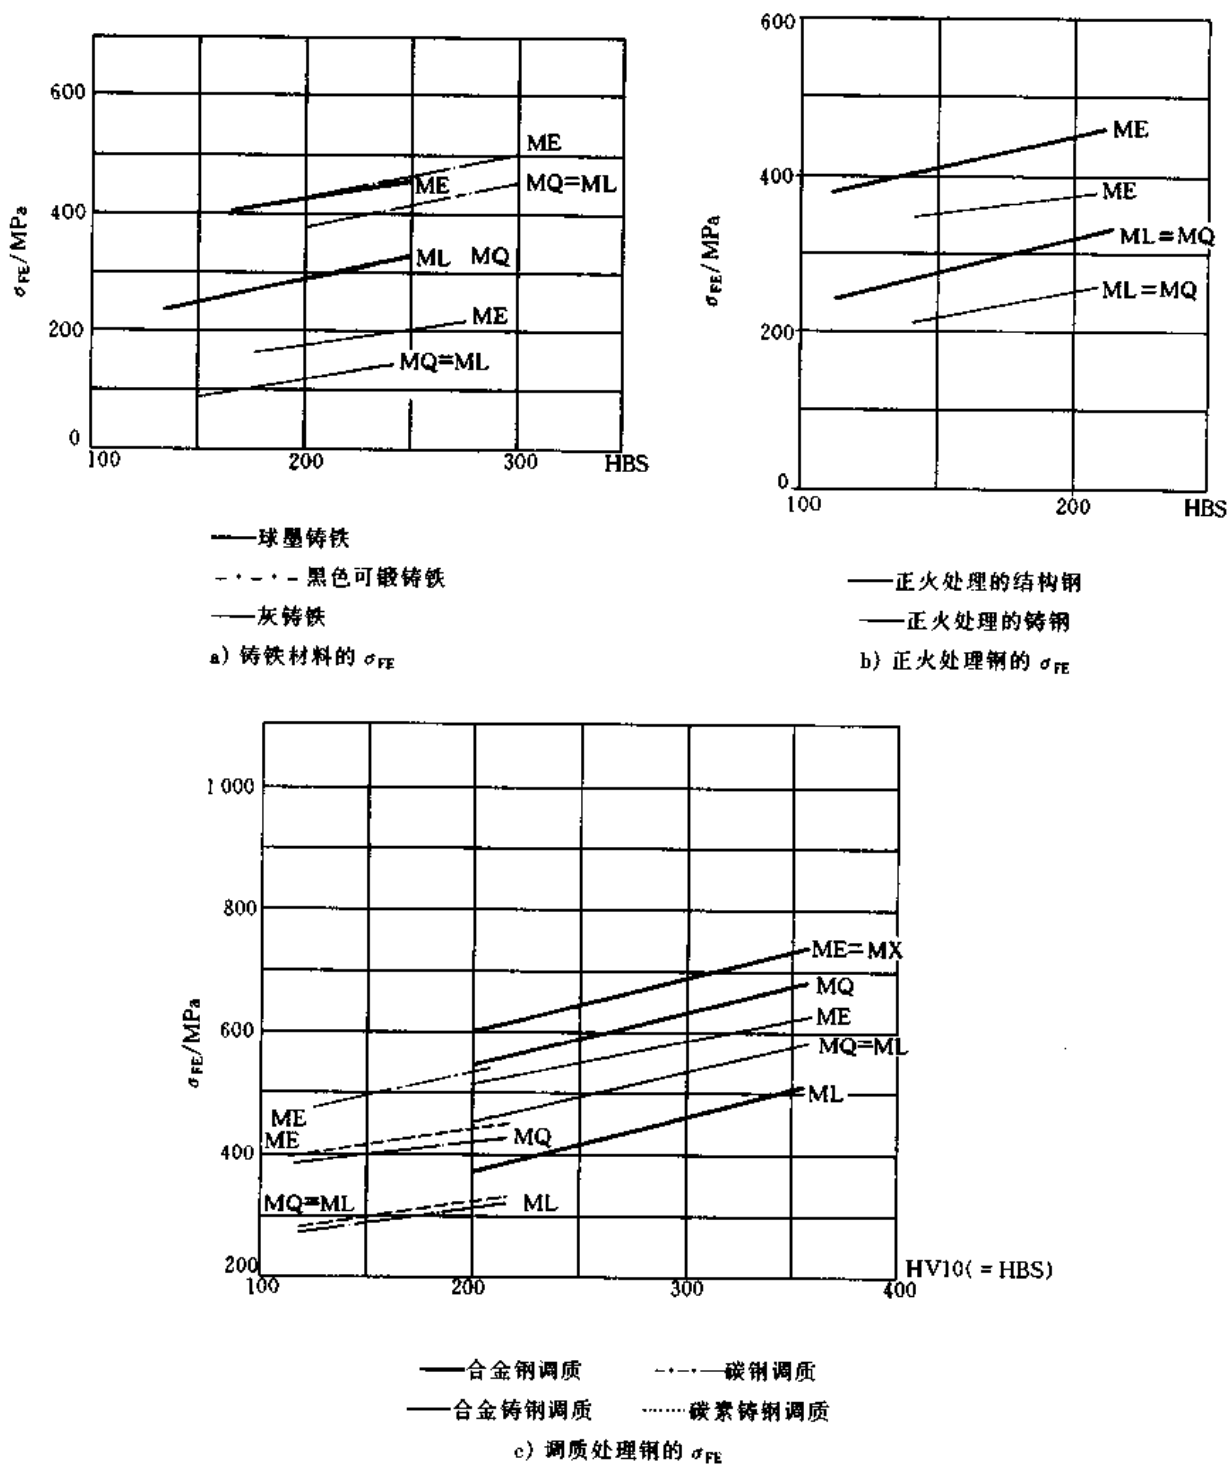 600
400
200
0
σFE/MPa
ME
ME
MQ=ML
ML MQ
ME
MQ=ML
100
200
300
HBS
球墨铸铁
黑色可锻铸铁
灰铸铁
a) 铸铁材料的 σFE
600
400
200
0
σFE/MPa
ME
ME
ML=MQ
ML=MQ
100
200
HBS
正火处理的结构钢
正火处理的铸钢
b) 正火处理钢的 σFE
1 000
800
600
400
200
σFE/MPa
ME=MX
MQ
ME
MQ=ML
ML
ME
ME
MQ
MQ=ML
ML
100
200
300
400
HV10(=HBS)
合金钢调质 碳钢调质
合金铸钢调质 碳素铸钢调质
c) 调质处理钢的 σFE